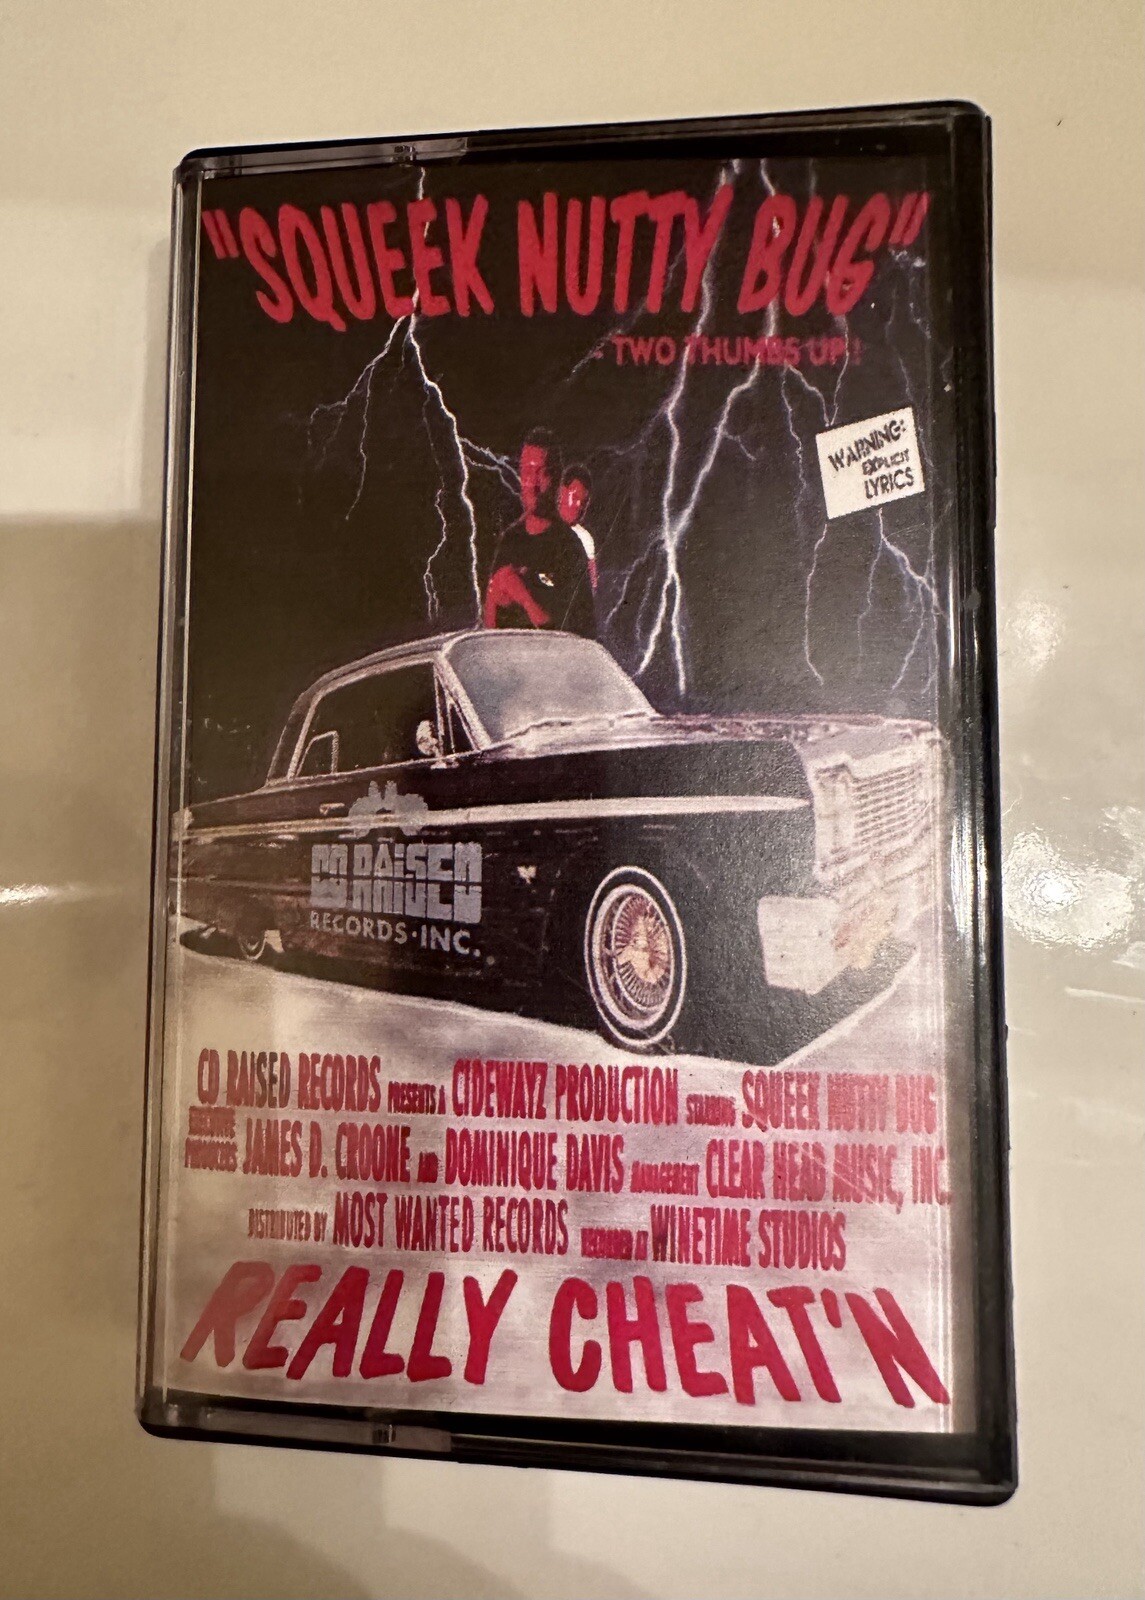 "SQUEEK NUTTY BUG"
- TWO THUMBS UP!
WARNING:
EXPLICIT
LYRICS
CD RAISED
RECORDS·INC.
CD RAISED RECORDS PRESENTS A CIDEWAYZ PRODUCTION STARRING SQUEEK NUTTY BUG
EXECUTIVE PRODUCERS JAMES D. CROONE AND DOMINIQUE DAVIS MANAGEMENT CLEAR HEAD MUSIC, INC.
DISTRIBUTED BY MOST WANTED RECORDS RECORDED AT WINETIME STUDIOS
REALLY CHEAT'N